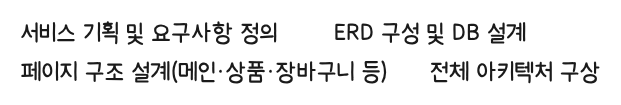 서비스 기획 및 요구사항 정의 ERD 구성 및 DB 설계
페이지 구조 설계(메인·상품·장바구니 등) 전체 아키텍처 구상